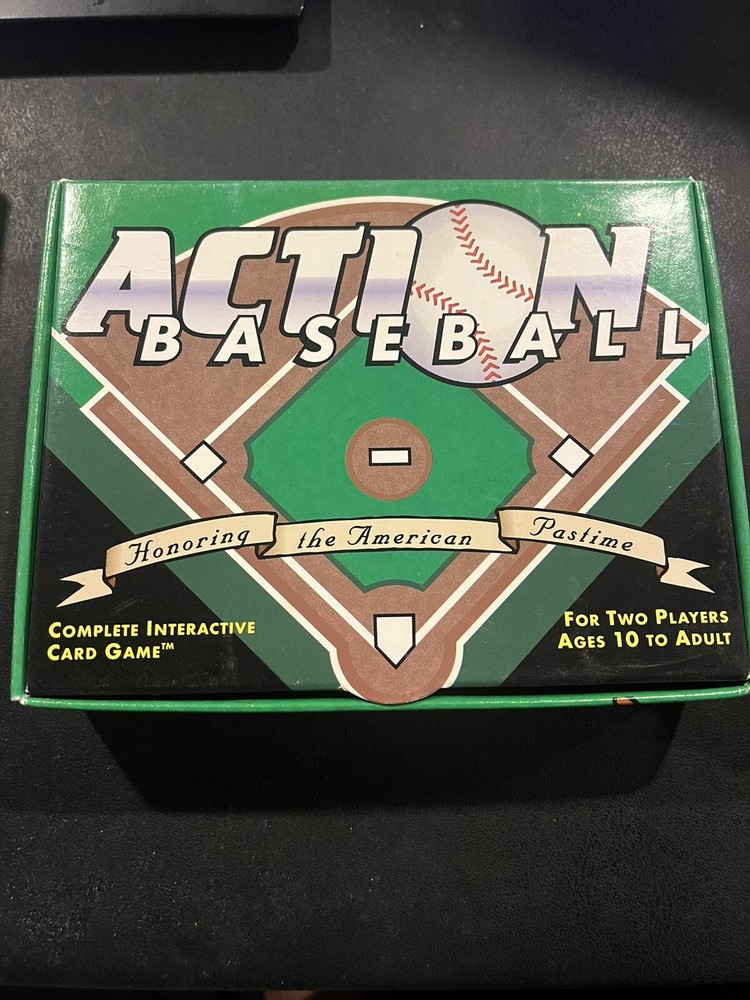 ACTION
BASEBALL
Honoring the American Pastime
COMPLETE INTERACTIVE
CARD GAME™
FOR TWO PLAYERS
AGES 10 TO ADULT